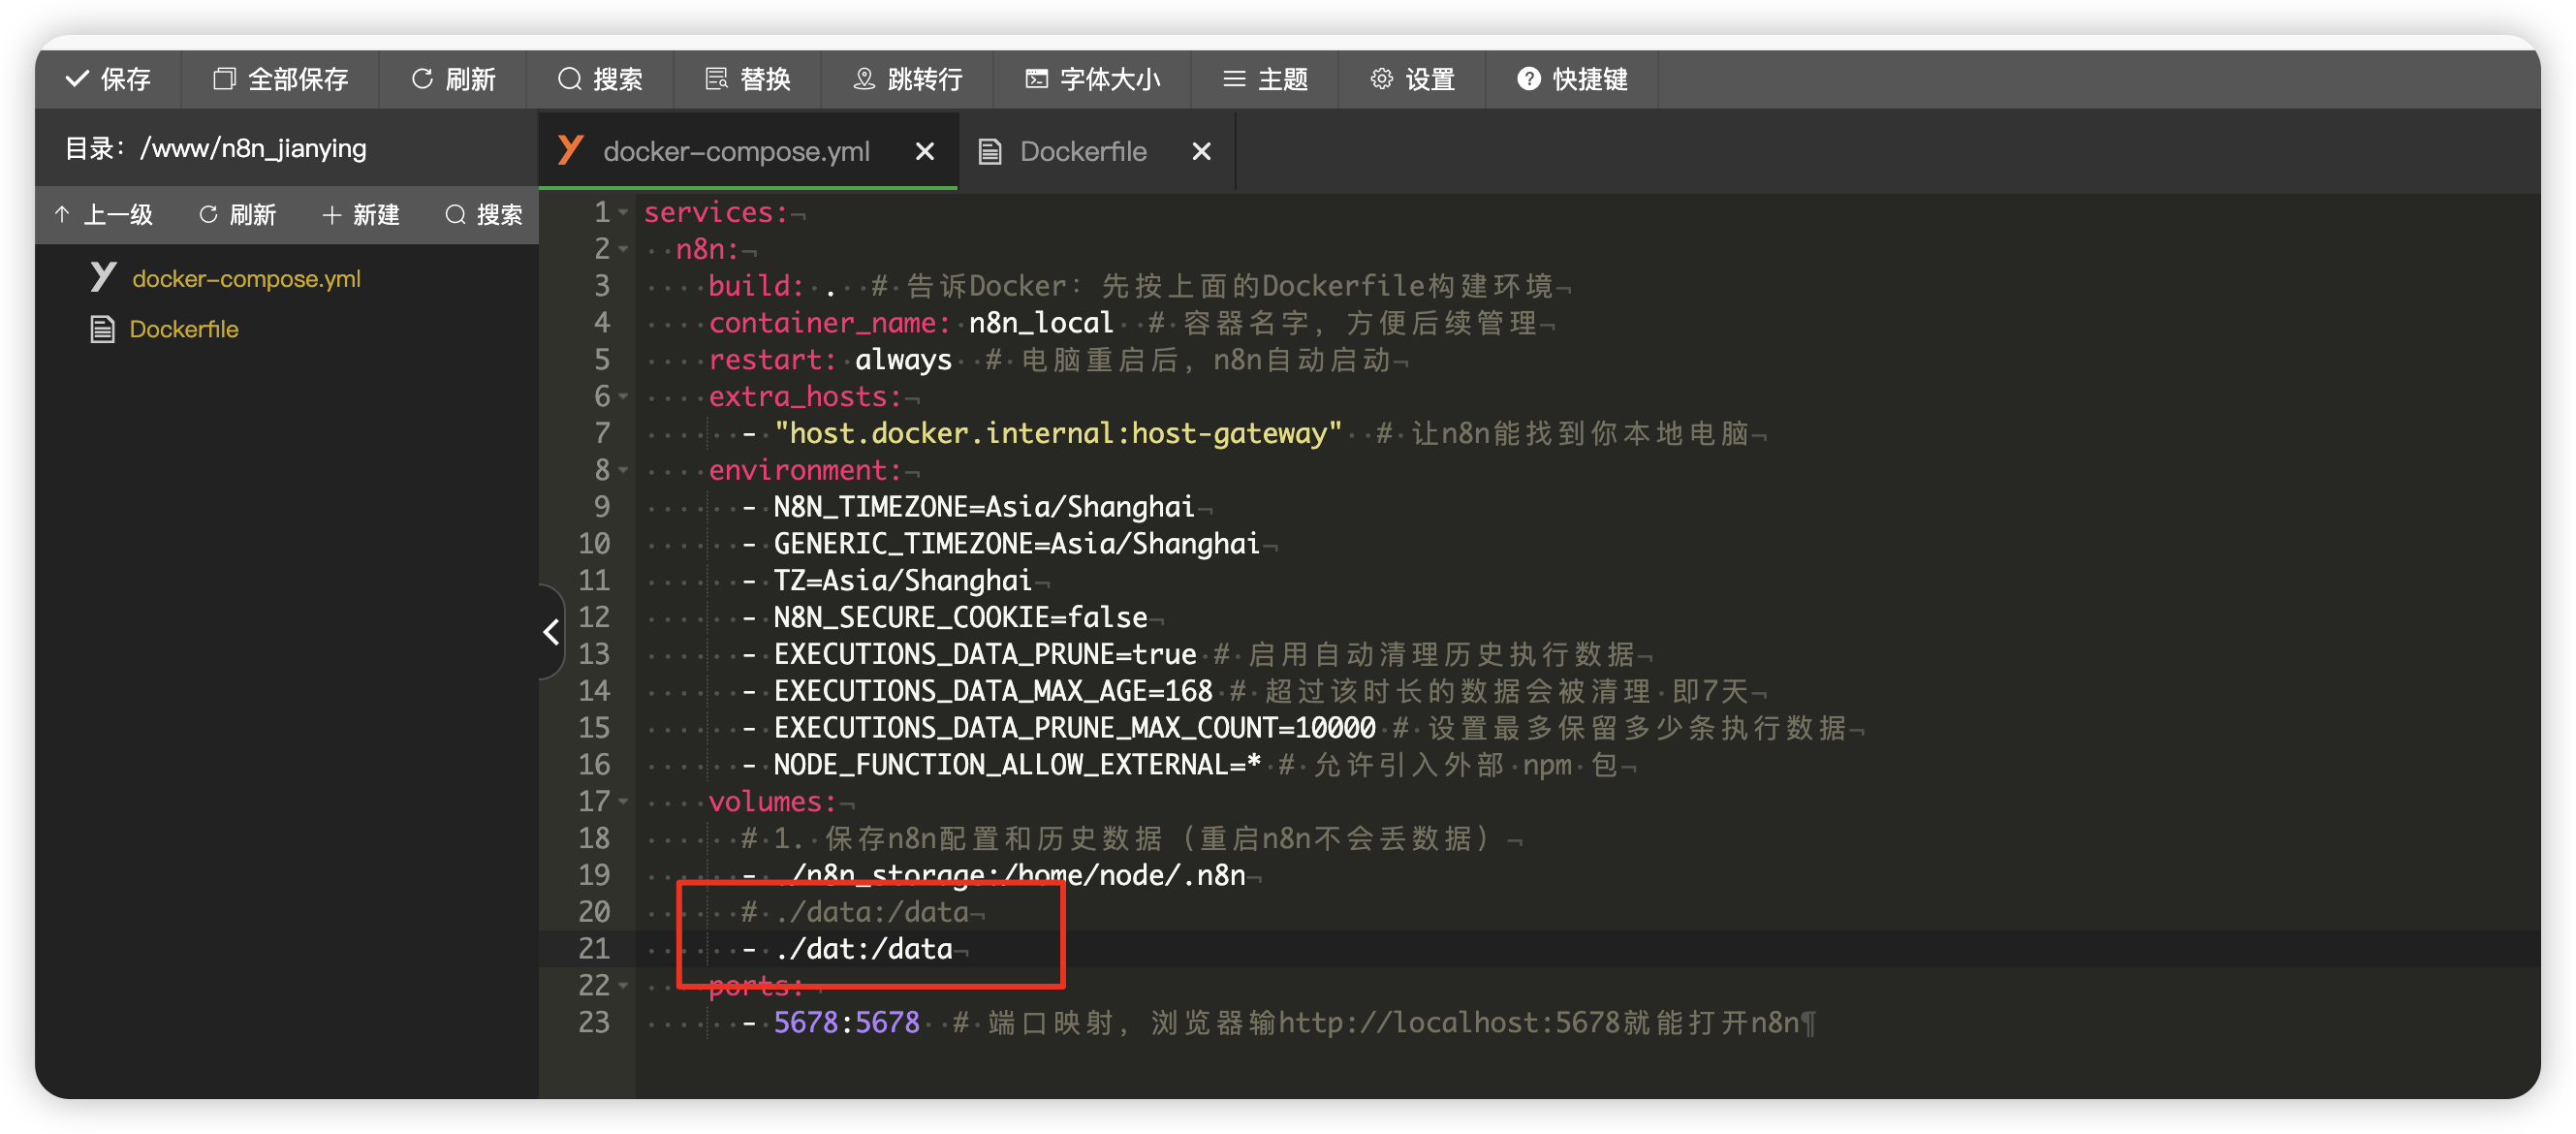 保存 全部保存 刷新 搜索 替换 跳转行 字体大小 主题 设置 快捷键
目录：/www/n8n_jianying
上一级 刷新 新建 搜索
docker-compose.yml
Dockerfile
docker-compose.yml Dockerfile
1 services:
2 n8n:
3 build: . # 告诉Docker：先按上面的Dockerfile构建环境
4 container_name: n8n_local # 容器名字，方便后续管理
5 restart: always # 电脑重启后，n8n自动启动
6 extra_hosts:
7 - "host.docker.internal:host-gateway" # 让n8n能找到你本地电脑
8 environment:
9 - N8N_TIMEZONE=Asia/Shanghai
10 - GENERIC_TIMEZONE=Asia/Shanghai
11 - TZ=Asia/Shanghai
12 - N8N_SECURE_COOKIE=false
13 - EXECUTIONS_DATA_PRUNE=true # 启用自动清理历史执行数据
14 - EXECUTIONS_DATA_MAX_AGE=168 # 超过该时长的数据会被清理 即7天
15 - EXECUTIONS_DATA_PRUNE_MAX_COUNT=10000 # 设置最多保留多少条执行数据
16 - NODE_FUNCTION_ALLOW_EXTERNAL=* # 允许引入外部 npm 包
17 volumes:
18 # 1. 保存n8n配置和历史数据（重启n8n不会丢数据）
19 - ./n8n_storage:/home/node/.n8n
20 # ./data:/data
21 - ./dat:/data
22 ports:
23 - 5678:5678 # 端口映射，浏览器输http://localhost:5678就能打开n8n